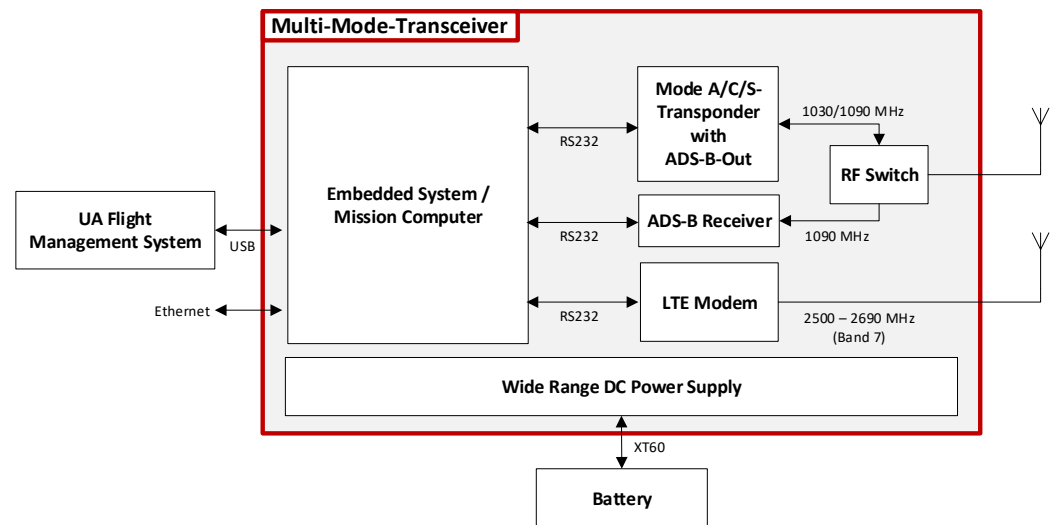 Multi-Mode-Transceiver
Mode A/C/S-
Transponder
with
ADS-B-Out
1030/1090 MHz
RS232
RF Switch
Embedded System /
Mission Computer
UA Flight
Management System
USB
ADS-B Receiver
RS232
1090 MHz
Ethernet
LTE Modem
RS232
2500 – 2690 MHz
(Band 7)
Wide Range DC Power Supply
XT60
Battery